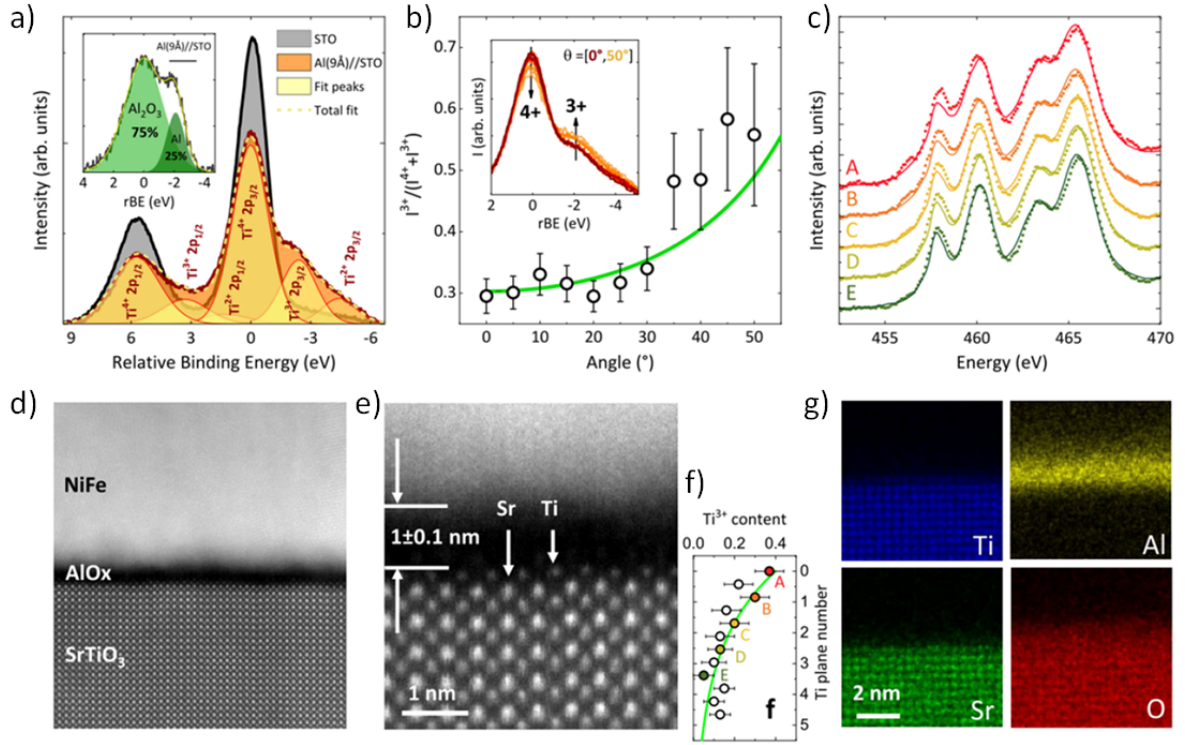 a)
Intensity (arb. units)
Al(9Å)//STO
Al₂O₃
75%
Al
25%
4 2 0 -2 -4
rBE (eV)
STO
Al(9Å)//STO
Fit peaks
Total fit
Ti⁴⁺ 2p₁/₂
Ti³⁺ 2p₁/₂
Ti²⁺ 2p₁/₂
Ti⁴⁺ 2p₃/₂
Ti³⁺ 2p₃/₂
Ti²⁺ 2p₃/₂
9 6 3 0 -3 -6
Relative Binding Energy (eV)
b)
I³⁺/(I⁴⁺+I³⁺)
0.7
0.6
0.5
0.4
0.3
I (arb. units)
θ =[0°,50°]
4+
3+
2 0 -2 -4
rBE (eV)
0 10 20 30 40 50
Angle (°)
c)
Intensity (arb. units)
A
B
C
D
E
455 460 465 470
Energy (eV)
d)
NiFe
AlOx
SrTiO₃
e)
Sr Ti
1±0.1 nm
1 nm
f)
Ti³⁺ content
0.0 0.2 0.4
0
1
2
3
4
5
Ti plane number
A
B
C
D
E
f
g)
Ti
Al
2 nm
Sr
O